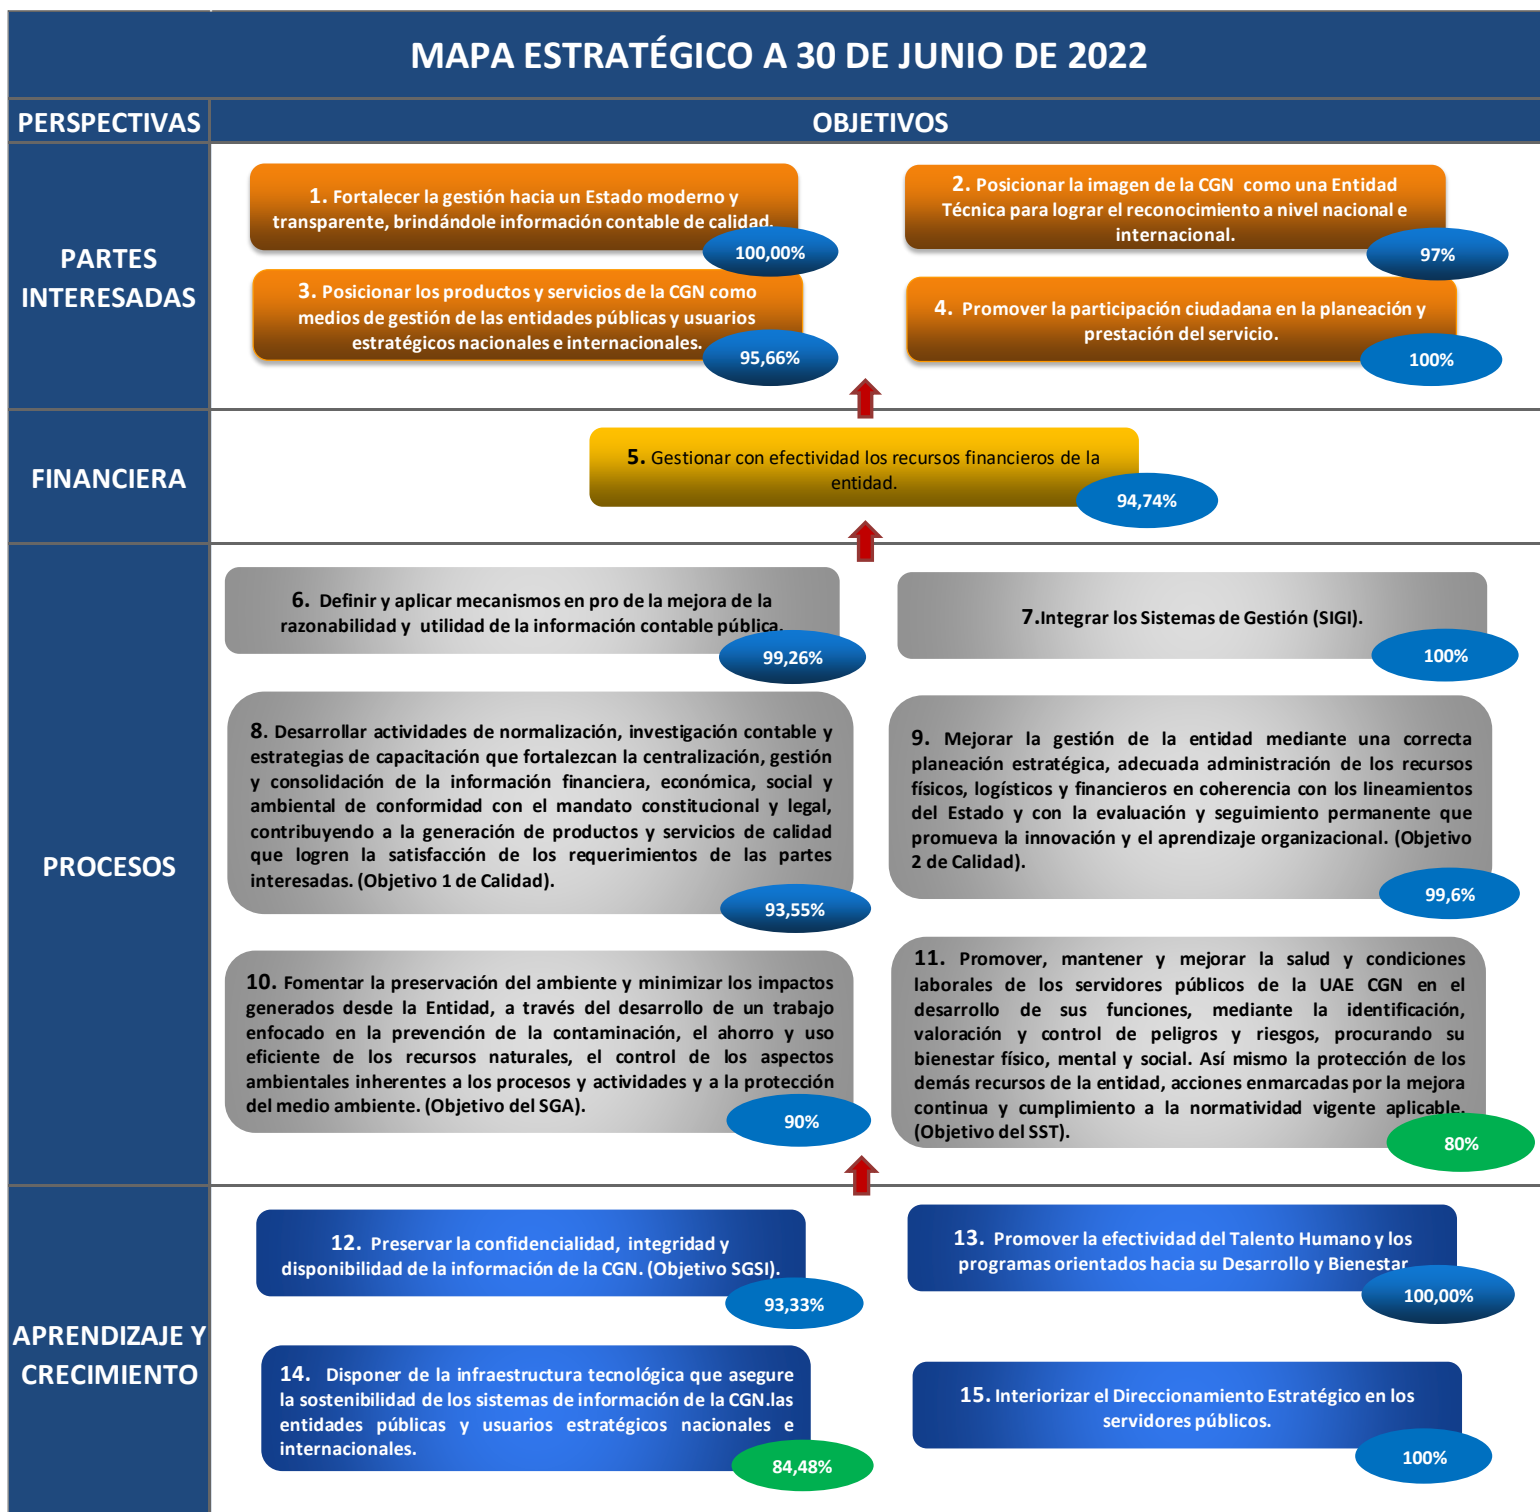 MAPA ESTRATÉGICO A 30 DE JUNIO DE 2022
PERSPECTIVAS
OBJETIVOS
PARTES
INTERESADAS
1. Fortalecer la gestión hacia un Estado moderno y
transparente, brindándole información contable de calidad.
100,00%
2. Posicionar la imagen de la CGN como una Entidad
Técnica para lograr el reconocimiento a nivel nacional e
internacional.
97%
3. Posicionar los productos y servicios de la CGN como
medios de gestión de las entidades públicas y usuarios
estratégicos nacionales e internacionales.
95,66%
4. Promover la participación ciudadana en la planeación y
prestación del servicio.
100%
FINANCIERA
5. Gestionar con efectividad los recursos financieros de la
entidad.
94,74%
PROCESOS
6. Definir y aplicar mecanismos en pro de la mejora de la
razonabilidad y utilidad de la información contable pública.
99,26%
7.Integrar los Sistemas de Gestión (SIGI).
100%
8. Desarrollar actividades de normalización, investigación contable y
estrategias de capacitación que fortalezcan la centralización, gestión
y consolidación de la información financiera, económica, social y
ambiental de conformidad con el mandato constitucional y legal,
contribuyendo a la generación de productos y servicios de calidad
que logren la satisfacción de los requerimientos de las partes
interesadas. (Objetivo 1 de Calidad).
93,55%
9. Mejorar la gestión de la entidad mediante una correcta
planeación estratégica, adecuada administración de los recursos
físicos, logísticos y financieros en coherencia con los lineamientos
del Estado y con la evaluación y seguimiento permanente que
promueva la innovación y el aprendizaje organizacional. (Objetivo
2 de Calidad).
99,6%
10. Fomentar la preservación del ambiente y minimizar los impactos
generados desde la Entidad, a través del desarrollo de un trabajo
enfocado en la prevención de la contaminación, el ahorro y uso
eficiente de los recursos naturales, el control de los aspectos
ambientales inherentes a los procesos y actividades y a la protección
del medio ambiente. (Objetivo del SGA).
90%
11. Promover, mantener y mejorar la salud y condiciones
laborales de los servidores públicos de la UAE CGN en el
desarrollo de sus funciones, mediante la identificación,
valoración y control de peligros y riesgos, procurando su
bienestar físico, mental y social. Así mismo la protección de los
demás recursos de la entidad, acciones enmarcadas por la mejora
continua y cumplimiento a la normatividad vigente aplicable.
(Objetivo del SST).
80%
APRENDIZAJE Y
CRECIMIENTO
12. Preservar la confidencialidad, integridad y
disponibilidad de la información de la CGN. (Objetivo SGSI).
93,33%
13. Promover la efectividad del Talento Humano y los
programas orientados hacia su Desarrollo y Bienestar
100,00%
14. Disponer de la infraestructura tecnológica que asegure
la sostenibilidad de los sistemas de información de la CGN.las
entidades públicas y usuarios estratégicos nacionales e
internacionales.
84,48%
15. Interiorizar el Direccionamiento Estratégico en los
servidores públicos.
100%